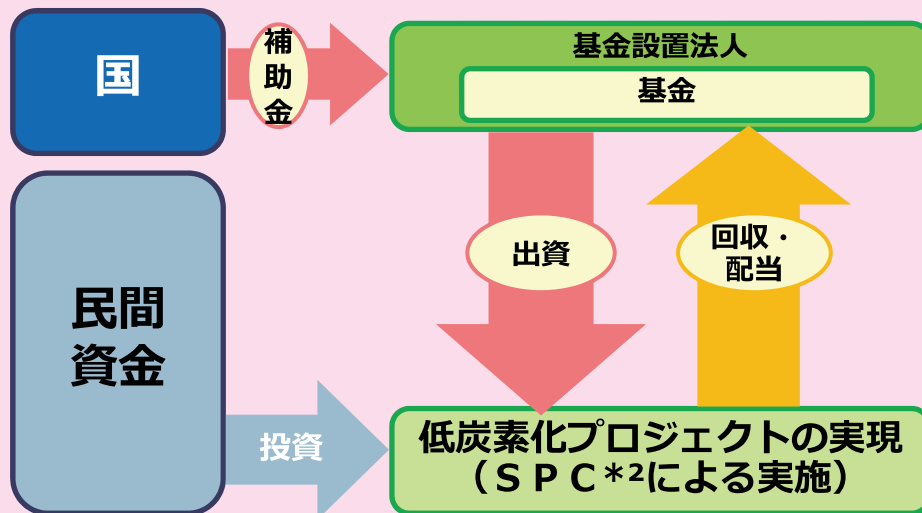 国
補
助
金
基金設置法人
基金
出資
回収・
配当
民間
資金
投資
低炭素化プロジェクトの実現
（ＳＰＣ*2による実施）